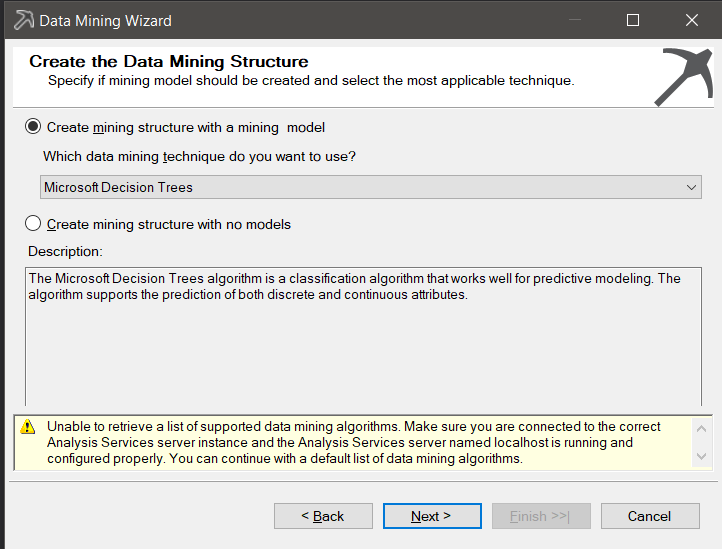 Data Mining Wizard
Create the Data Mining Structure
Specify if mining model should be created and select the most applicable technique.
Create mining structure with a mining  model
Which data mining technique do you want to use?
Microsoft Decision Trees
Create mining structure with no models
Description:
The Microsoft Decision Trees algorithm is a classification algorithm that works well for predictive modeling. The
algorithm supports the prediction of both discrete and continuous attributes.
Unable to retrieve a list of supported data mining algorithms. Make sure you are connected to the correct
Analysis Services server instance and the Analysis Services server named localhost is running and
configured properly. You can continue with a default list of data mining algorithms.
< Back
Next >
Finish >>|
Cancel